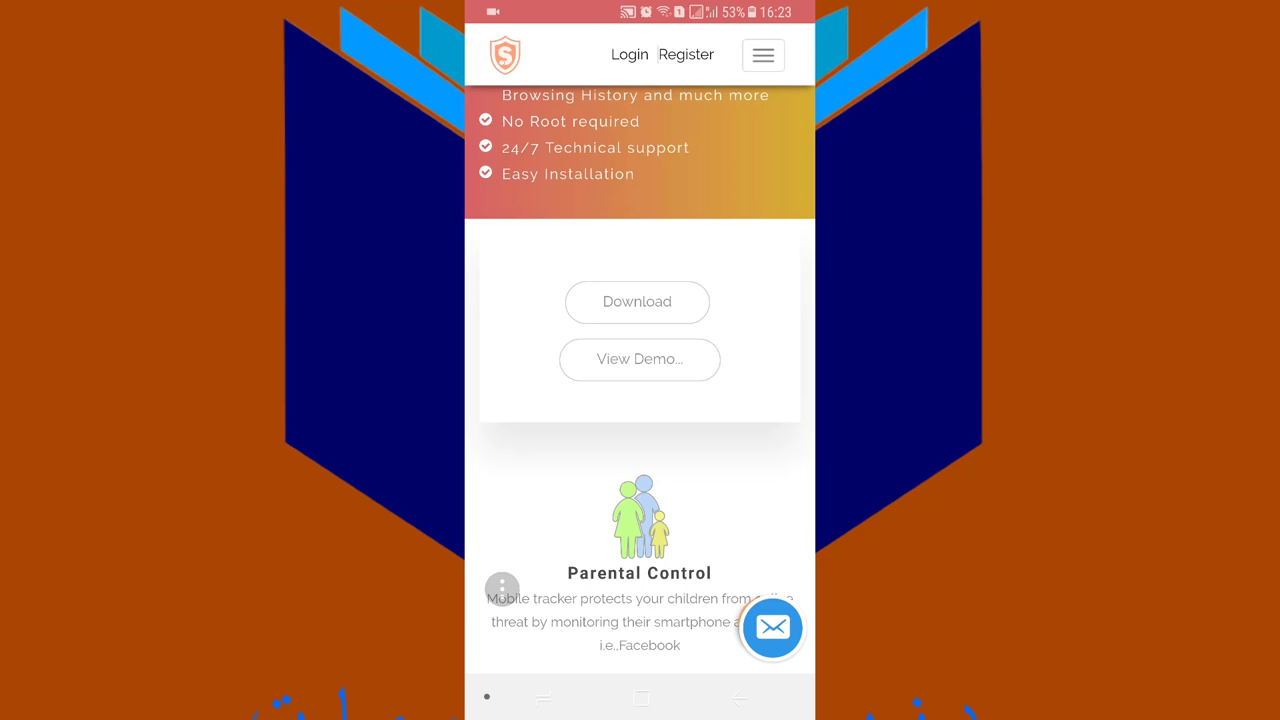 53% 16:23
Login Register
Browsing History and much more
No Root required
24/7 Technical support
Easy Installation
Download
View Demo...
Parental Control
Mobile tracker protects your children from
threat by monitoring their smartphone
i.e.,Facebook